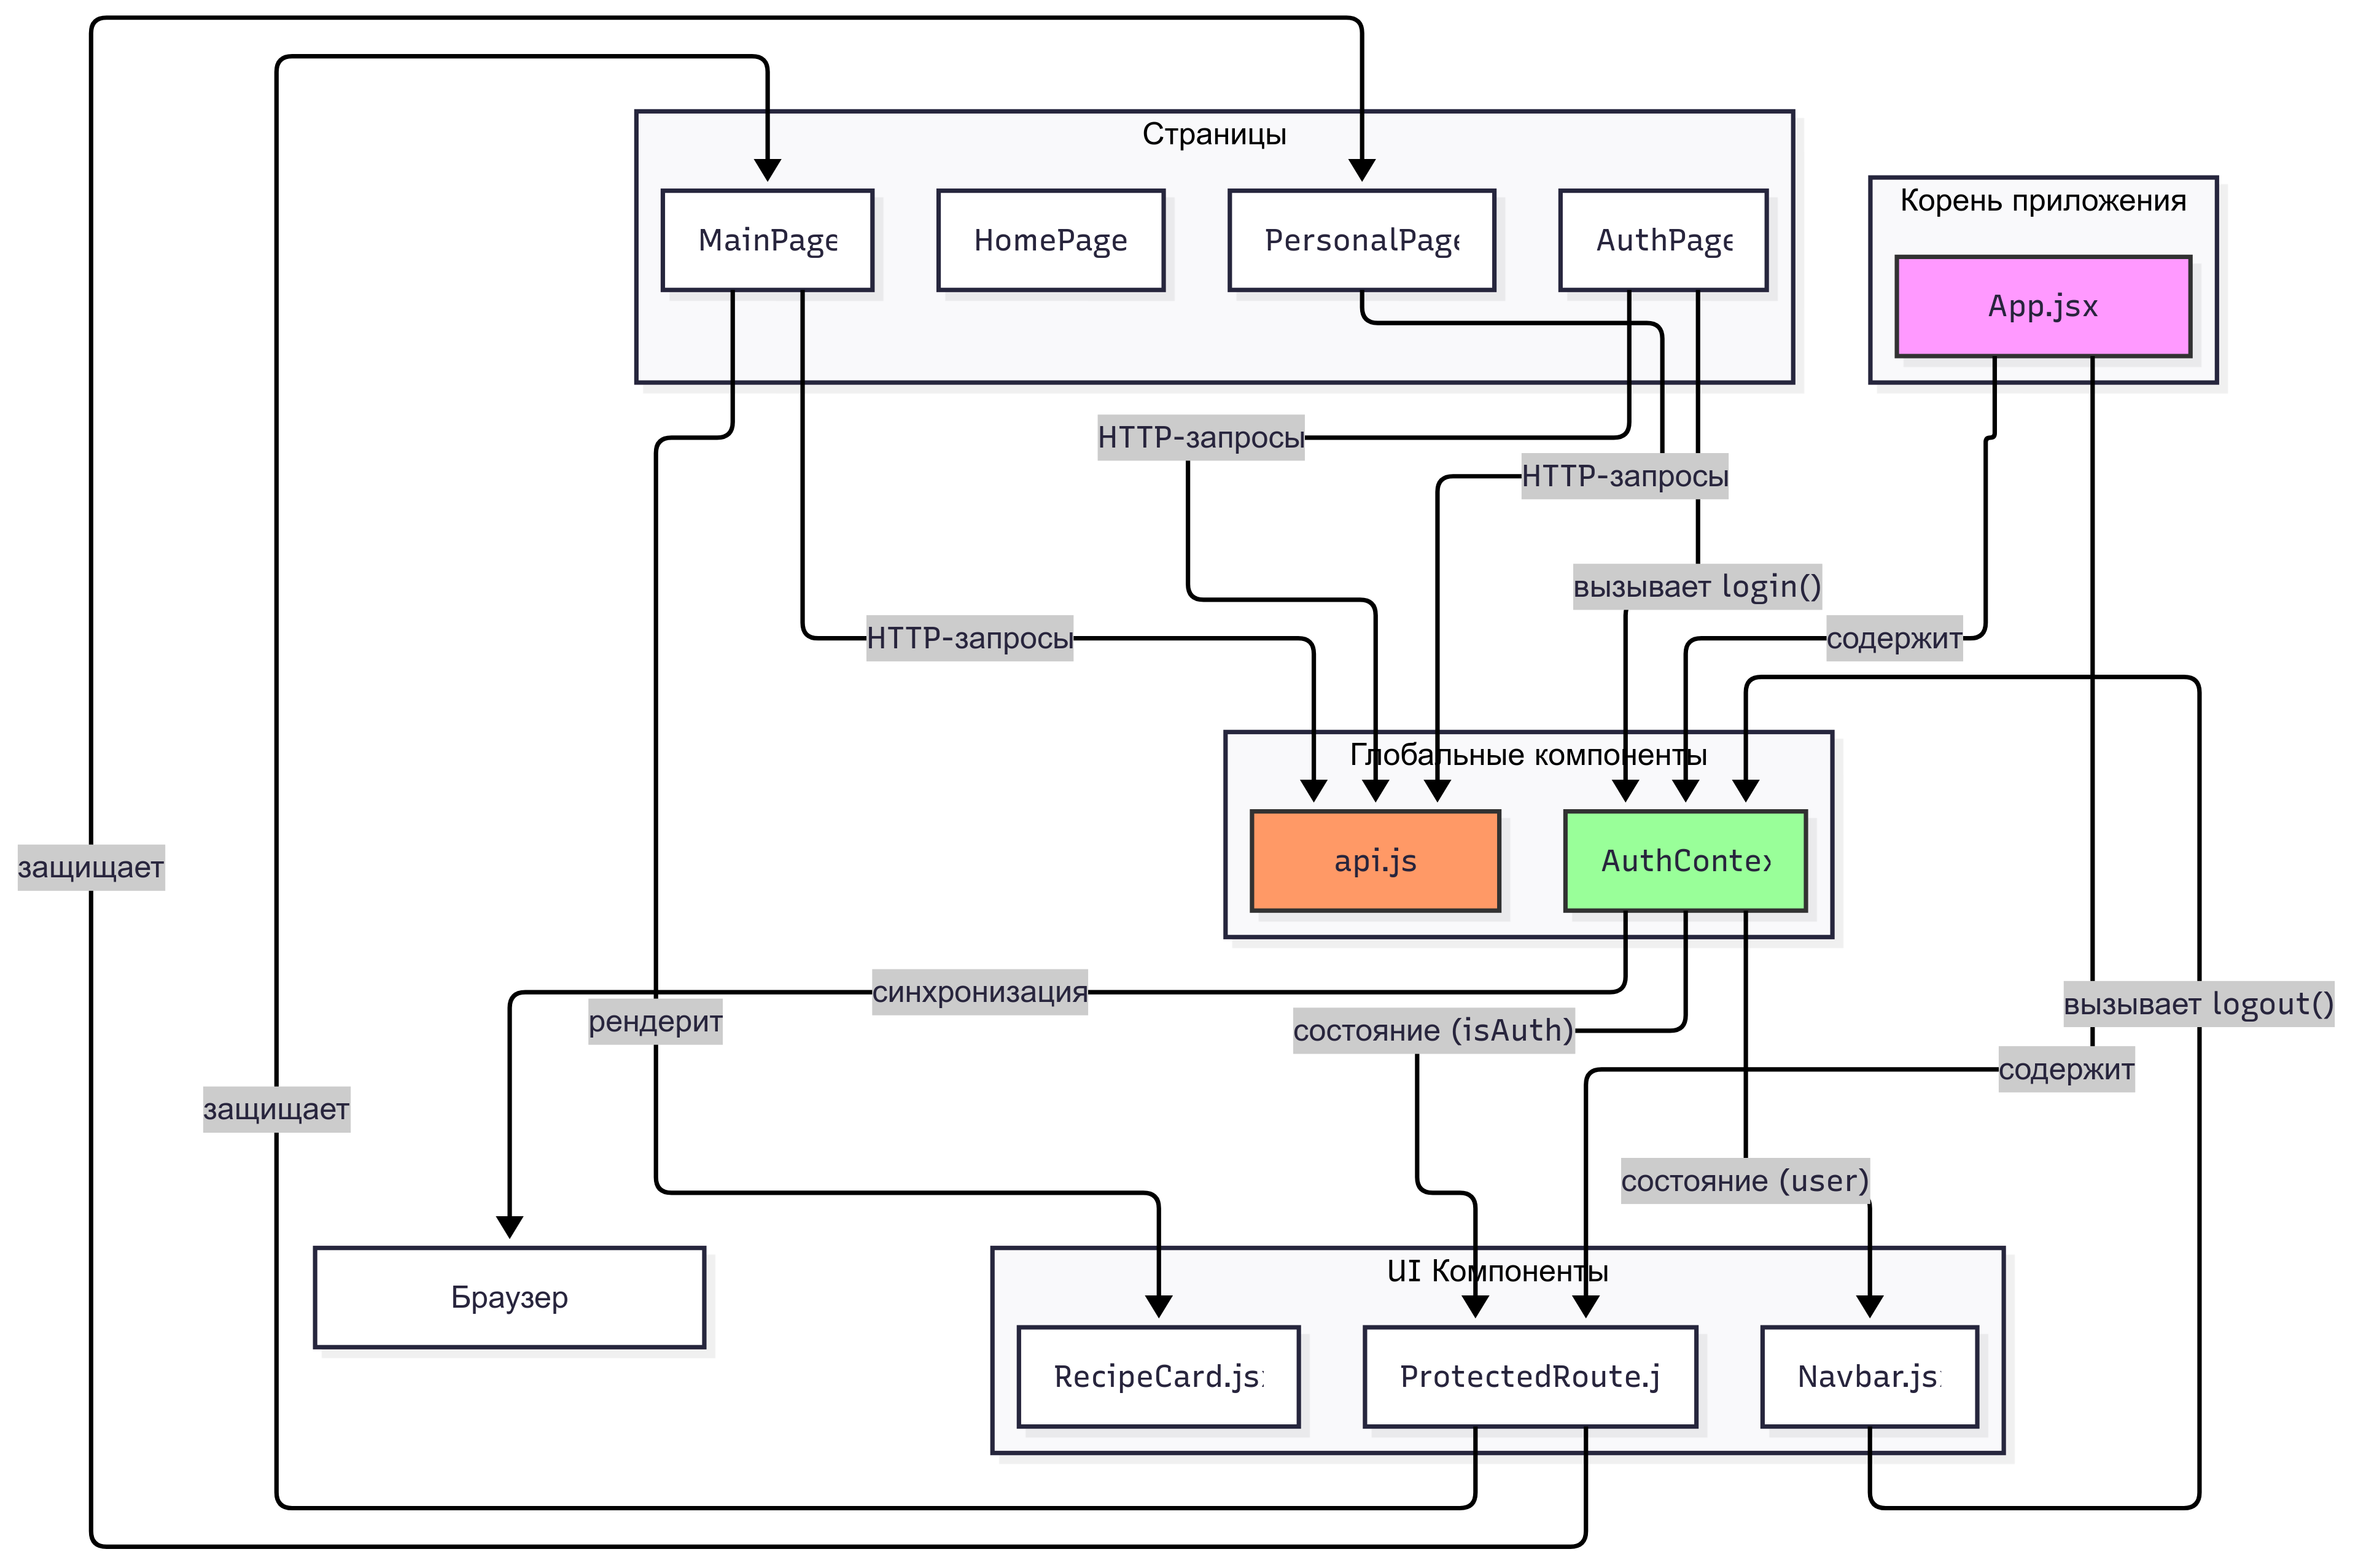 Страницы
MainPage
HomePage
PersonalPage
AuthPage
Корень приложения
App.jsx
HTTP-запросы
HTTP-запросы
вызывает login()
HTTP-запросы
содержит
Глобальные компоненты
api.js
AuthContex
защищает
синхронизация
рендерит
состояние (isAuth)
вызывает logout()
содержит
защищает
состояние (user)
Браузер
UI Компоненты
RecipeCard.js
ProtectedRoute.j
Navbar.js